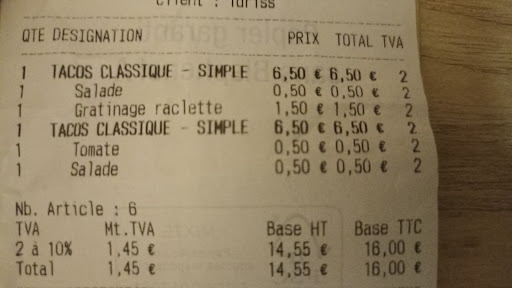 Client : Idriss
QTE DESIGNATION PRIX TOTAL TVA
1 TACOS CLASSIQUE - SIMPLE 6,50 € 6,50 € 2
1 Salade 0,50 € 0,50 € 2
1 Gratinage raclette 1,50 € 1,50 € 2
1 TACOS CLASSIQUE - SIMPLE 6,50 € 6,50 € 2
1 Tomate 0,50 € 0,50 € 2
1 Salade 0,50 € 0,50 € 2
Nb. Article : 6
TVA Mt.TVA Base HT Base TTC
2 à 10% 1,45 € 14,55 € 16,00 €
Total 1,45 € 14,55 € 16,00 €